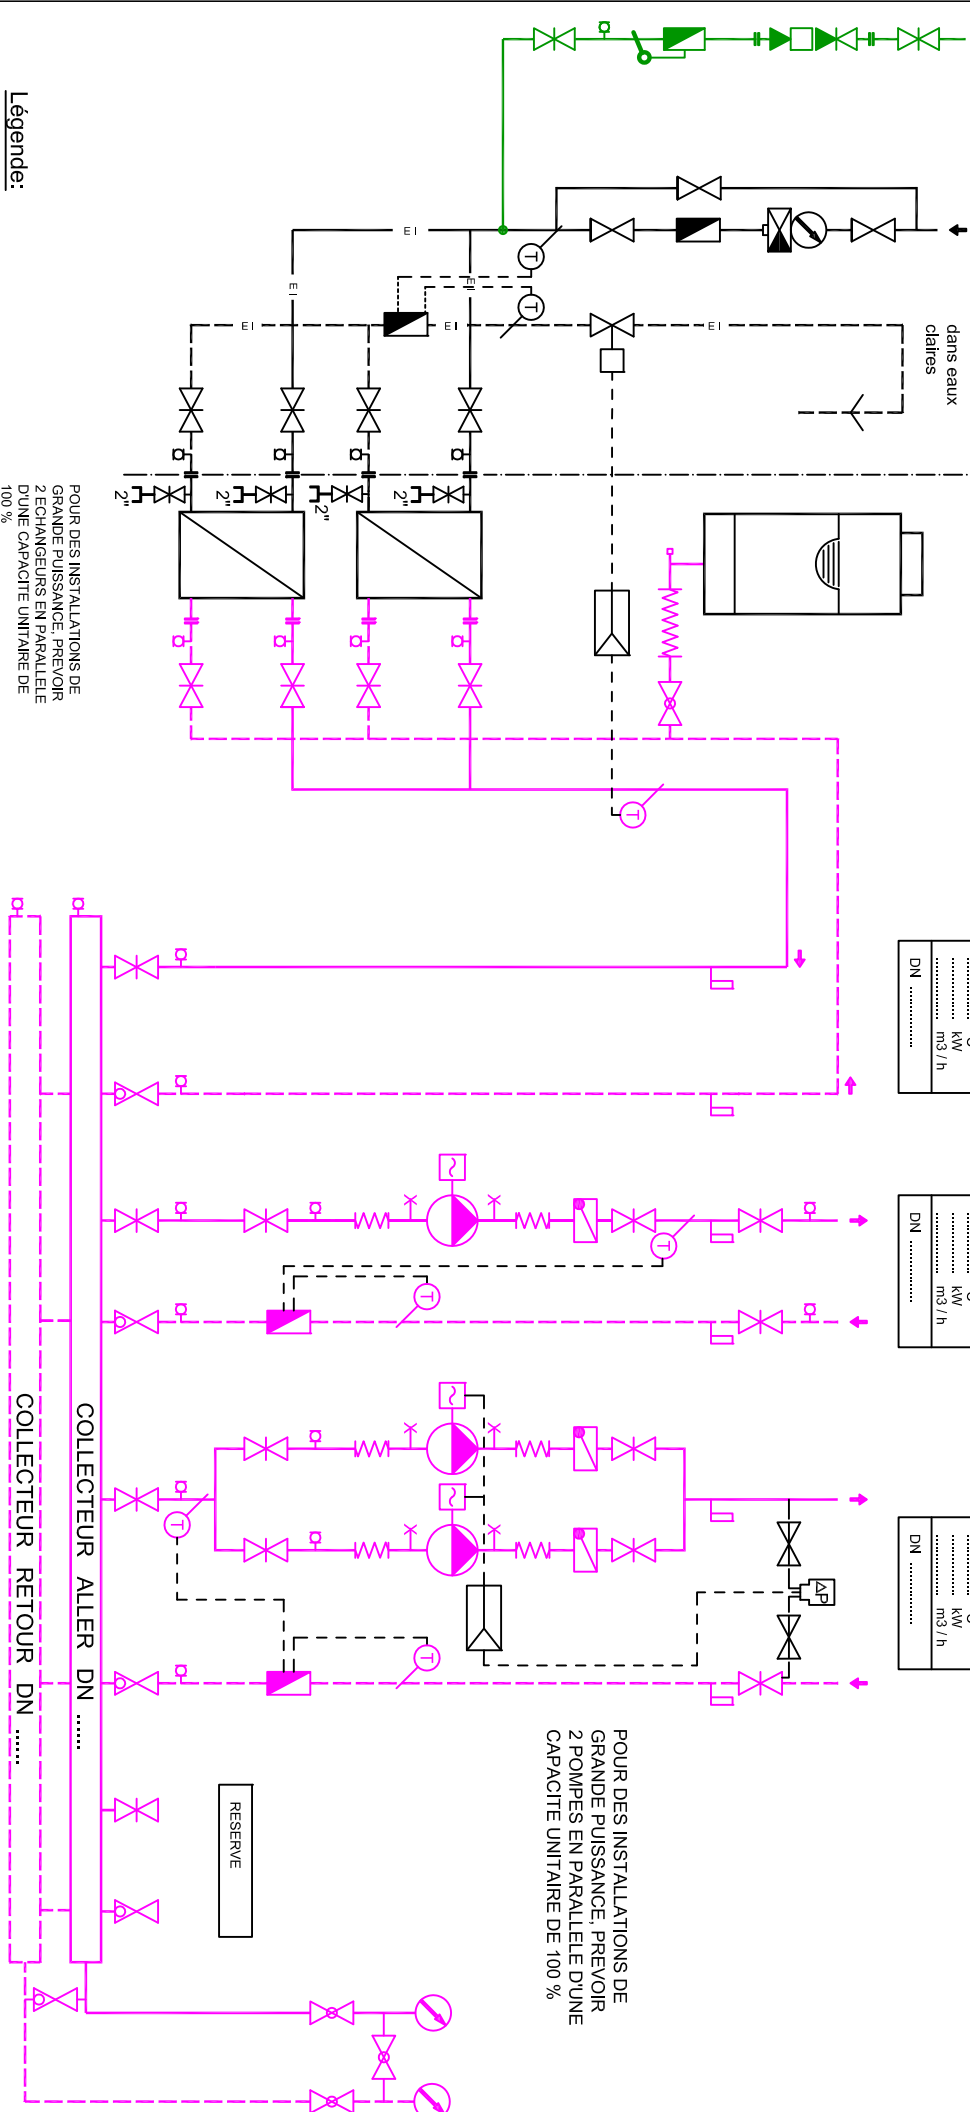 Légende:
dans eaux
claires
EI
EI
EI
EI
EI
EI
T
T
2"
2"
2"
2"
POUR DES INSTALLATIONS DE
GRANDE PUISSANCE, PREVOIR
2 ECHANGEURS EN PARALLELE
D'UNE CAPACITE UNITAIRE DE
100 %
T
kW
m3 / h
DN ............
kW
m3 / h
DN ............
kW
m3 / h
DN ............
T
T
T
T
ΔP
COLLECTEUR ALLER DN ......
COLLECTEUR RETOUR DN ......
POUR DES INSTALLATIONS DE
GRANDE PUISSANCE, PREVOIR
2 POMPES EN PARALLELE D'UNE
CAPACITE UNITAIRE DE 100 %
RESERVE